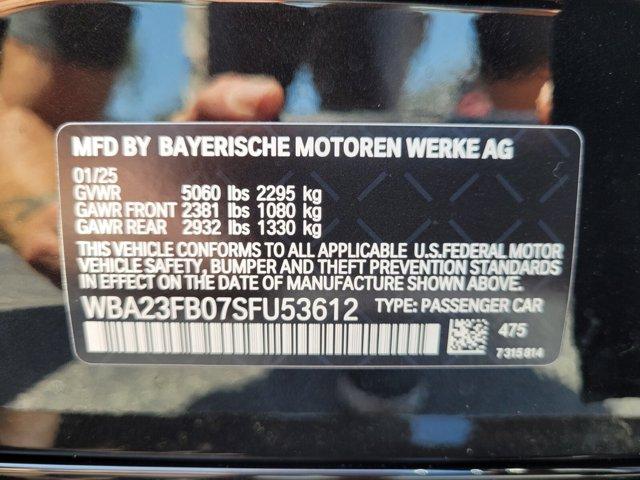 MFD BY BAYERISCHE MOTOREN WERKE AG
01/25
GVWR 5060 lbs 2295 kg
GAWR FRONT 2381 lbs 1080 kg
GAWR REAR 2932 lbs 1330 kg
THIS VEHICLE CONFORMS TO ALL APPLICABLE U.S.FEDERAL MOTOR
VEHICLE SAFETY, BUMPER AND THEFT PREVENTION STANDARDS
IN EFFECT ON THE DATE OF MANUFACTURE SHOWN ABOVE.
WBA23FB07SFU53612 TYPE: PASSENGER CAR
475
7315814